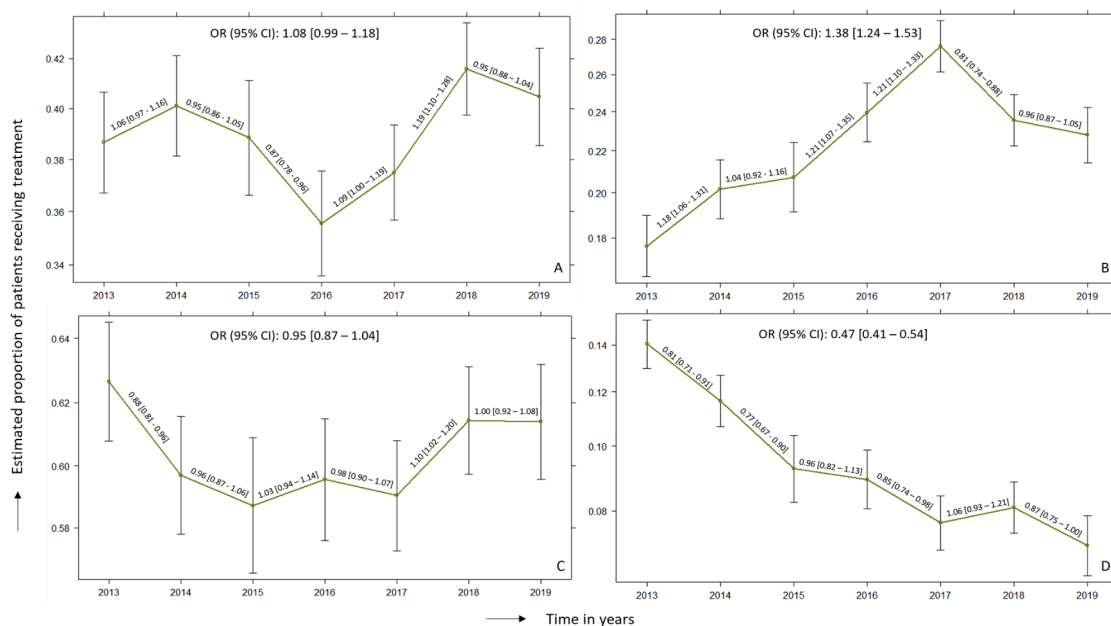 Estimated proportion of patients receiving treatment
OR (95% CI): 1.08 [0.99 – 1.18]
0.42
0.40
0.38
0.36
0.34
1.06 [0.97 - 1.16]
0.95 [0.86 - 1.05]
0.87 [0.78 - 0.96]
1.09 [1.00 - 1.19]
1.19 [1.10 - 1.28]
0.95 [0.88 - 1.04]
A
2013 2014 2015 2016 2017 2018 2019
OR (95% CI): 1.38 [1.24 – 1.53]
0.28
0.26
0.24
0.22
0.20
0.18
1.18 [1.06 - 1.31]
1.04 [0.92 - 1.16]
1.21 [1.07 - 1.35]
1.21 [1.10 - 1.33]
0.81 [0.74 – 0.88]
0.96 [0.87 – 1.05]
B
2013 2014 2015 2016 2017 2018 2019
OR (95% CI): 0.95 [0.87 – 1.04]
0.64
0.62
0.60
0.58
0.88 [0.81 - 0.96]
0.96 [0.87 - 1.06]
1.03 [0.94 - 1.14]
0.98 [0.90 - 1.07]
1.10 [1.02 - 1.20]
1.00 [0.92 – 1.08]
C
2013 2014 2015 2016 2017 2018 2019
OR (95% CI): 0.47 [0.41 – 0.54]
0.14
0.12
0.10
0.08
0.81 [0.71 - 0.91]
0.77 [0.67 - 0.90]
0.96 [0.82 - 1.13]
0.85 [0.74 - 0.98]
1.06 [0.93 - 1.21]
0.87 [0.75 - 1.00]
D
2013 2014 2015 2016 2017 2018 2019
Time in years